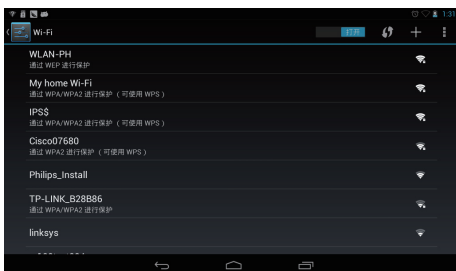 1:31
Wi-Fi
打开
WLAN-PH
通过 WEP 进行保护
My home Wi-Fi
通过 WPA/WPA2 进行保护 （可使用 WPS）
IPS$
通过 WPA/WPA2 进行保护 （可使用 WPS）
Cisco07680
通过 WPA2 进行保护 （可使用 WPS）
Philips_Install
TP-LINK_B28B86
通过 WPA/WPA2 进行保护
linksys